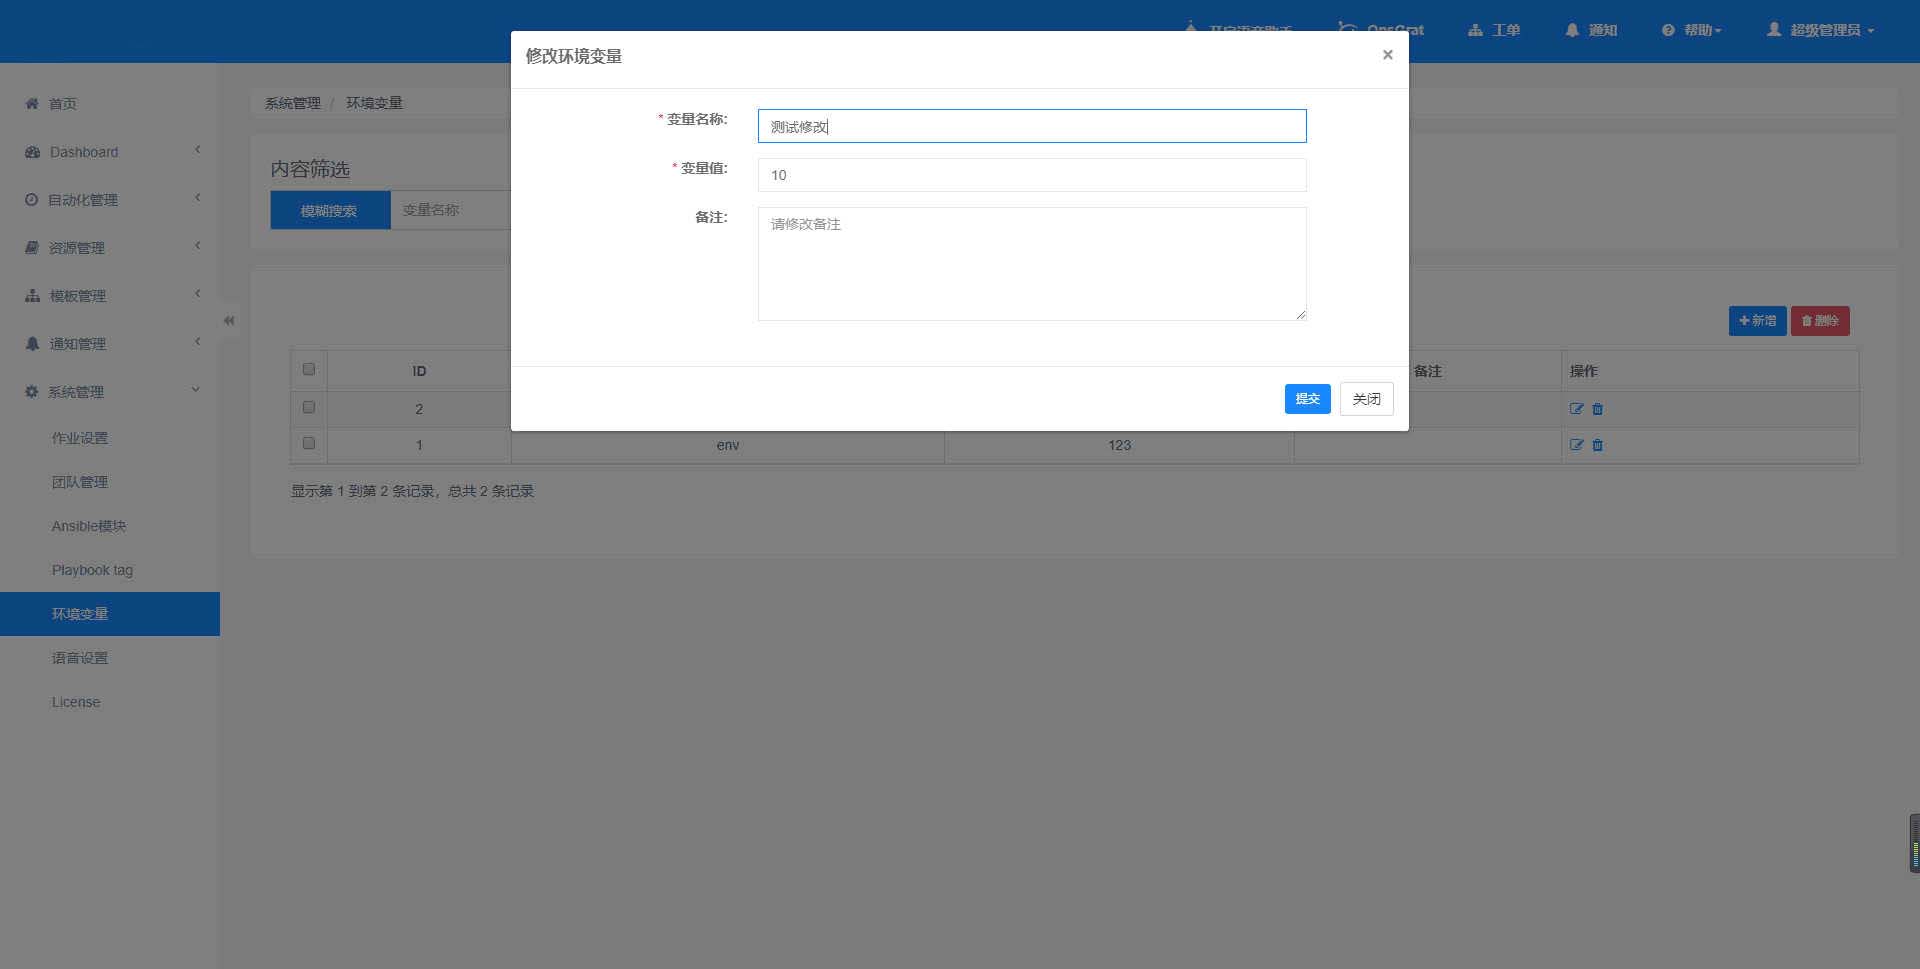 开启语音助手
OpsGrat
工单
通知
帮助
超级管理员
修改环境变量
×
* 变量名称:
测试修改
* 变量值:
10
备注:
请修改备注
提交
关闭
首页
Dashboard
自动化管理
资源管理
模板管理
通知管理
系统管理
作业设置
团队管理
Ansible模块
Playbook tag
环境变量
语音设置
License
系统管理 / 环境变量
内容筛选
模糊搜索 变量名称
新增 删除
ID 备注 操作
2
1 env 123
显示第 1 到第 2 条记录，总共 2 条记录